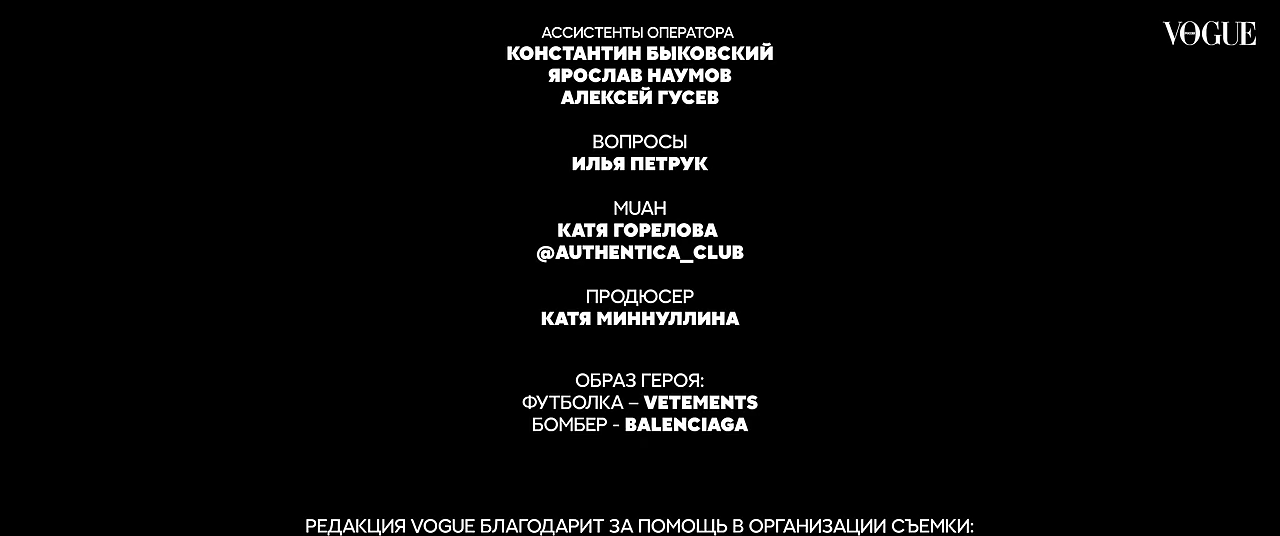 VOGUE
АССИСТЕНТЫ ОПЕРАТОРА
КОНСТАНТИН БЫКОВСКИЙ
ЯРОСЛАВ НАУМОВ
АЛЕКСЕЙ ГУСЕВ
ВОПРОСЫ
ИЛЬЯ ПЕТРУК
MUAH
КАТЯ ГОРЕЛОВА
@AUTHENTICA_CLUB
ПРОДЮСЕР
КАТЯ МИННУЛЛИНА
ОБРАЗ ГЕРОЯ:
ФУТБОЛКА – VETEMENTS
БОМБЕР - BALENCIAGA
РЕДАКЦИЯ VOGUE БЛАГОДАРИТ ЗА ПОМОЩЬ В ОРГАНИЗАЦИИ СЪЕМКИ: